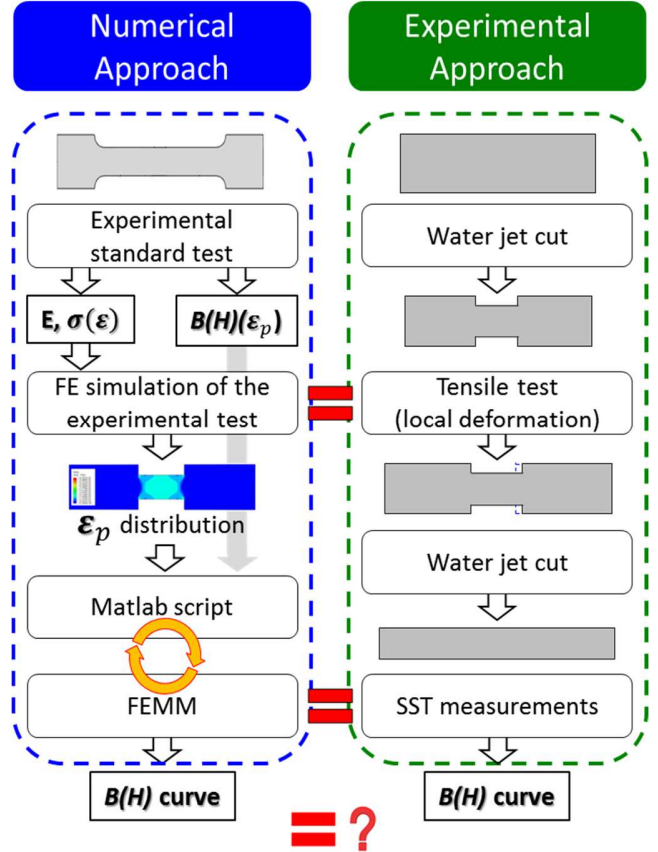 Numerical
Approach
Experimental
Approach
Experimental
standard test
E, σ(ε)
B(H)(εp)
FE simulation of the
experimental test
εp distribution
Matlab script
FEMM
B(H) curve
Water jet cut
Tensile test
(local deformation)
Water jet cut
SST measurements
B(H) curve
= ?